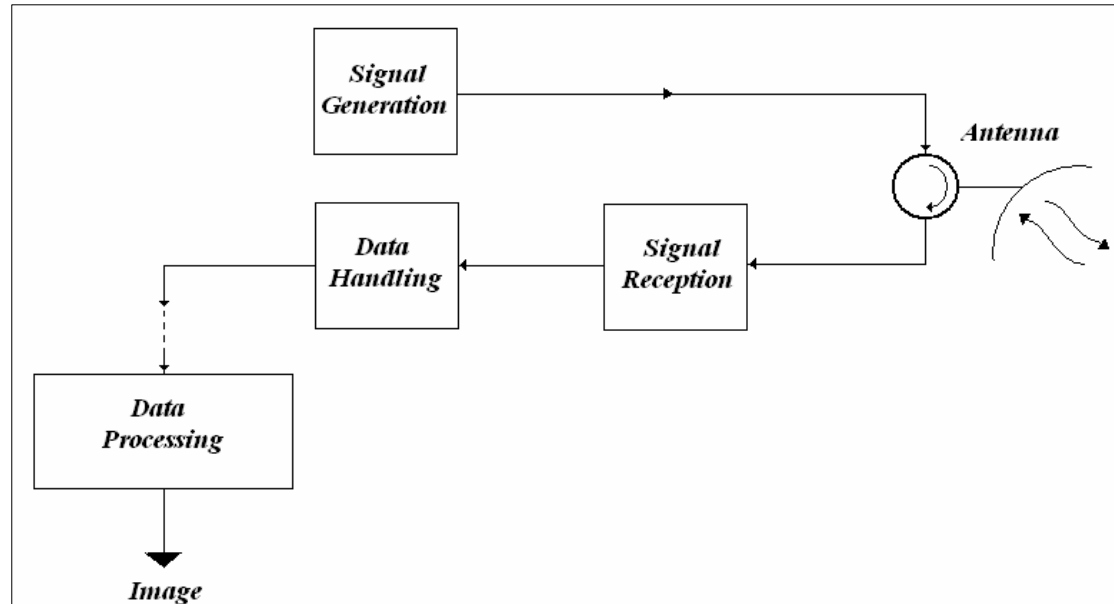 Signal
Generation
Antenna
Data
Handling
Signal
Reception
Data
Processing
Image